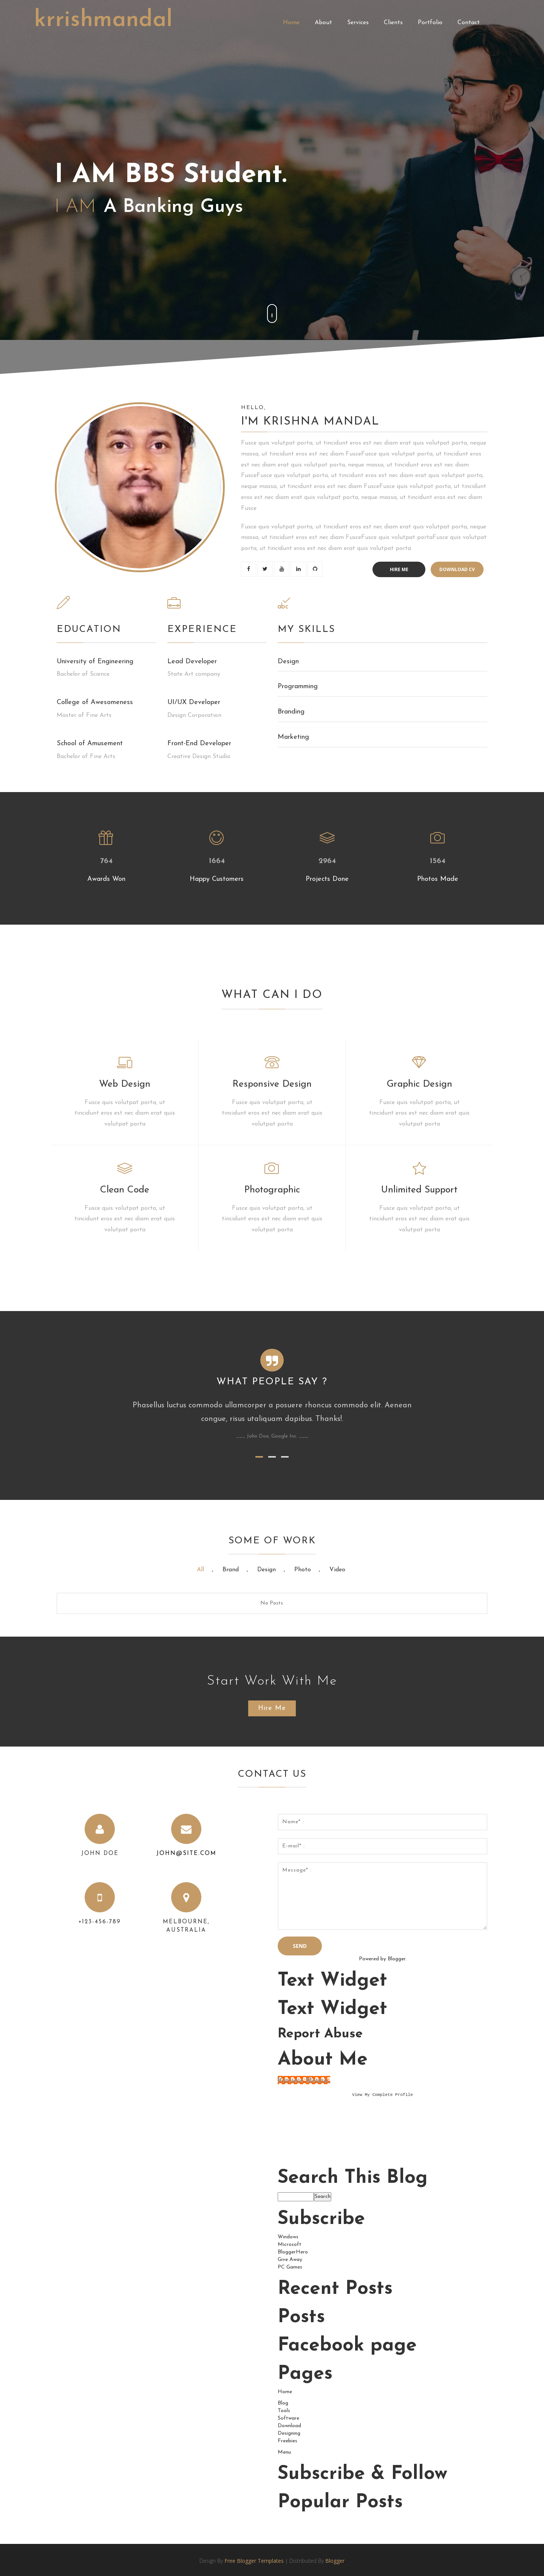 krrishmandal
Home About Services Clients Portfolio Contact
I AM BBS Student.
I AM A Banking Guys
HELLO,
I'M KRISHNA MANDAL
Fusce quis volutpat porta, ut tincidunt eros est nec diam erat quis volutpat porta, neque
massa, ut tincidunt eros est nec diam FusceFusce quis volutpat porta, ut tincidunt eros
est nec diam erat quis volutpat porta, neque massa, ut tincidunt eros est nec diam
FusceFusce quis volutpat porta, ut tincidunt eros est nec diam erat quis volutpat porta,
neque massa, ut tincidunt eros est nec diam FusceFusce quis volutpat porta, ut tincidunt
eros est nec diam erat quis volutpat porta, neque massa, ut tincidunt eros est nec diam
Fusce
Fusce quis volutpat porta, ut tincidunt eros est nec diam erat quis volutpat porta, neque
massa, ut tincidunt eros est nec diam FusceFusce quis volutpat portaFusce quis volutpat
porta, ut tincidunt eros est nec diam erat quis volutpat porta
HIRE ME DOWNLOAD CV
EDUCATION
University of Engineering
Bachelor of Science
College of Awesomeness
Master of Fine Arts
School of Amusement
Bachelor of Fine Arts
EXPERIENCE
Lead Developer
State Art company
UI/UX Developer
Design Corporation
Front-End Developer
Creative Design Studio
abc
MY SKILLS
Design
Programming
Branding
Marketing
764 1664 2964 1564
Awards Won Happy Customers Projects Done Photos Made
WHAT CAN I DO
Web Design
Fusce quis volutpat porta, ut
tincidunt eros est nec diam erat quis
volutpat porta
Responsive Design
Fusce quis volutpat porta, ut
tincidunt eros est nec diam erat quis
volutpat porta
Graphic Design
Fusce quis volutpat porta, ut
tincidunt eros est nec diam erat quis
volutpat porta
Clean Code
Fusce quis volutpat porta, ut
tincidunt eros est nec diam erat quis
volutpat porta
Photographic
Fusce quis volutpat porta, ut
tincidunt eros est nec diam erat quis
volutpat porta
Unlimited Support
Fusce quis volutpat porta, ut
tincidunt eros est nec diam erat quis
volutpat porta
WHAT PEOPLE SAY ?
Phasellus luctus commodo ullamcorper a posuere rhoncus commodo elit. Aenean
congue, risus utaliquam dapibus. Thanks!.
___ John Doe, Google Inc. ___
SOME OF WORK
All . Brand . Design . Photo . Video
No Posts
Start Work With Me
Hire Me
CONTACT US
JOHN DOE
JOHN@SITE.COM
+123-456-789
MELBOURNE,
AUSTRALIA
Name*
E-mail*
Message*
SEND
Powered by Blogger.
Text Widget
Text Widget
Report Abuse
About Me
View My Complete Profile
Search This Blog
Search
Subscribe
Windows
Microsoft
BloggerHero
Give Away
PC Games
Recent Posts
Posts
Facebook page
Pages
Home
Blog
Tools
Software
Download
Designing
Freebies
Menu
Subscribe & Follow
Popular Posts
Design By Free Blogger Templates | Distributed By Blogger